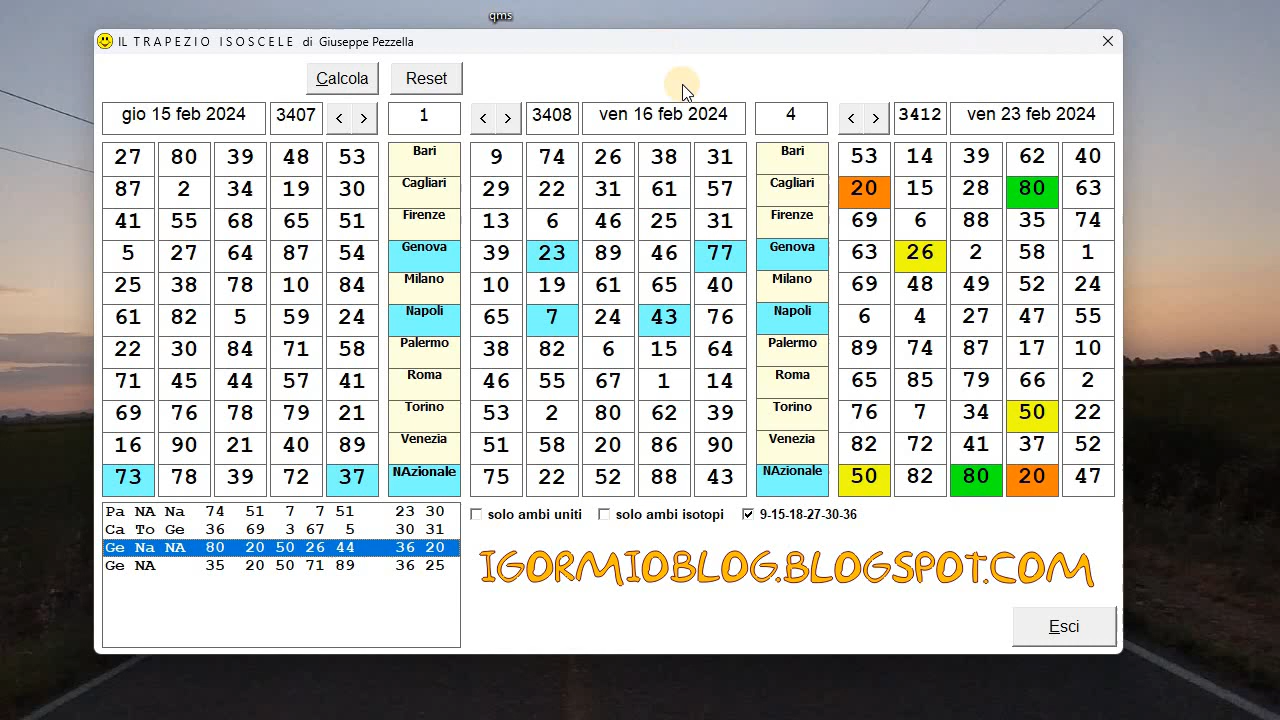 qms
IL TRAPEZIO ISOSCELE di Giuseppe Pezzella
Calcola Reset
gio 15 feb 2024 3407 < > 1 < > 3408 ven 16 feb 2024 4 < > 3412 ven 23 feb 2024
27 80 39 48 53 Bari 9 74 26 38 31 Bari 53 14 39 62 40
87 2 34 19 30 Cagliari 29 22 31 61 57 Cagliari 20 15 28 80 63
41 55 68 65 51 Firenze 13 6 46 25 31 Firenze 69 6 88 35 74
5 27 64 87 54 Genova 39 23 89 46 77 Genova 63 26 2 58 1
25 38 78 10 84 Milano 10 19 61 65 40 Milano 69 48 49 52 24
61 82 5 59 24 Napoli 65 7 24 43 76 Napoli 6 4 27 47 55
22 30 84 71 58 Palermo 38 82 6 15 64 Palermo 89 74 87 17 10
71 45 44 57 41 Roma 46 55 67 1 14 Roma 65 85 79 66 2
69 76 78 79 21 Torino 53 2 80 62 39 Torino 76 7 34 50 22
16 90 21 40 89 Venezia 51 58 20 86 90 Venezia 82 72 41 37 52
73 78 39 72 37 NAzionale 75 22 52 88 43 NAzionale 50 82 80 20 47
Pa NA Na 74 51 7 7 51 23 30
Ca To Ge 36 69 3 67 5 30 31
Ge Na NA 80 20 50 26 44 36 20
Ge NA 35 20 50 71 89 36 25
solo ambi uniti solo ambi isotopi 9-15-18-27-30-36
IGORMIOBLOG.BLOGSPOT.COM
Esci